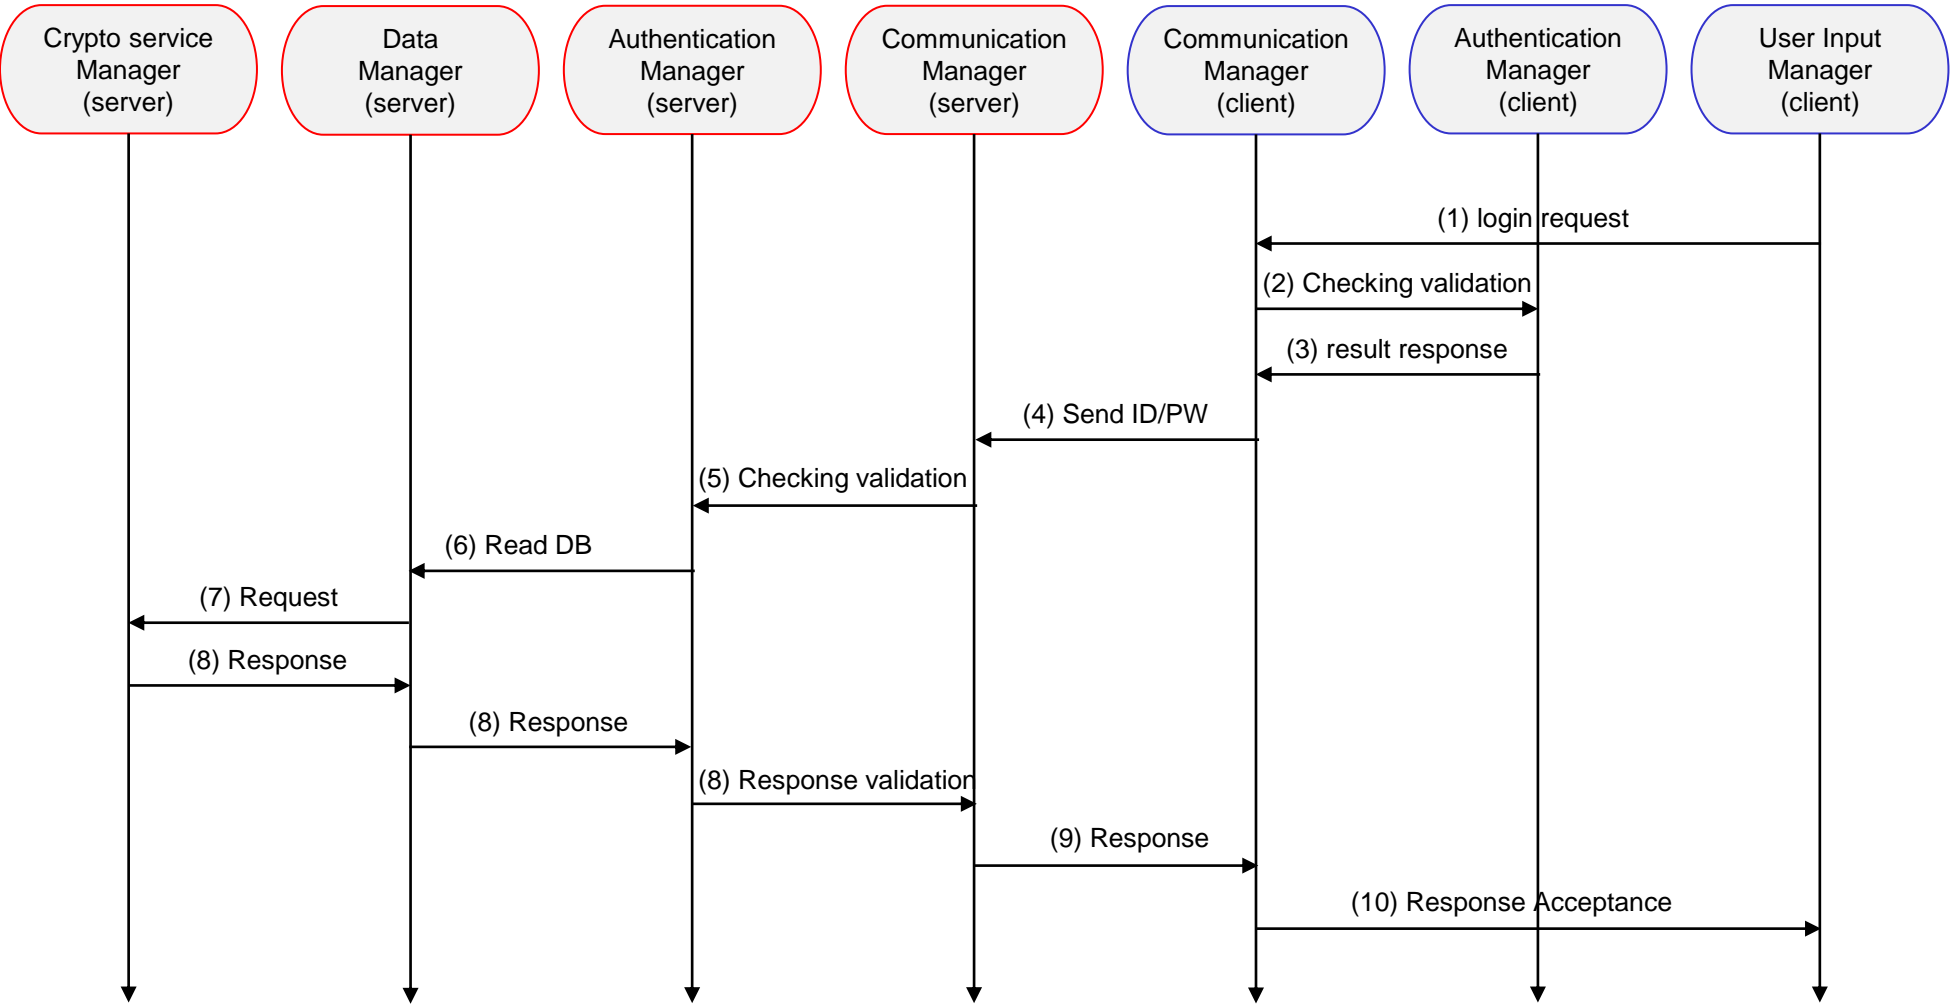 Crypto service
Manager
(server)
Data
Manager
(server)
Authentication
Manager
(server)
Communication
Manager
(server)
Communication
Manager
(client)
Authentication
Manager
(client)
User Input
Manager
(client)
(1) login request
(2) Checking validation
(3) result response
(4) Send ID/PW
(5) Checking validation
(6) Read DB
(7) Request
(8) Response
(8) Response
(8) Response validation
(9) Response
(10) Response Acceptance